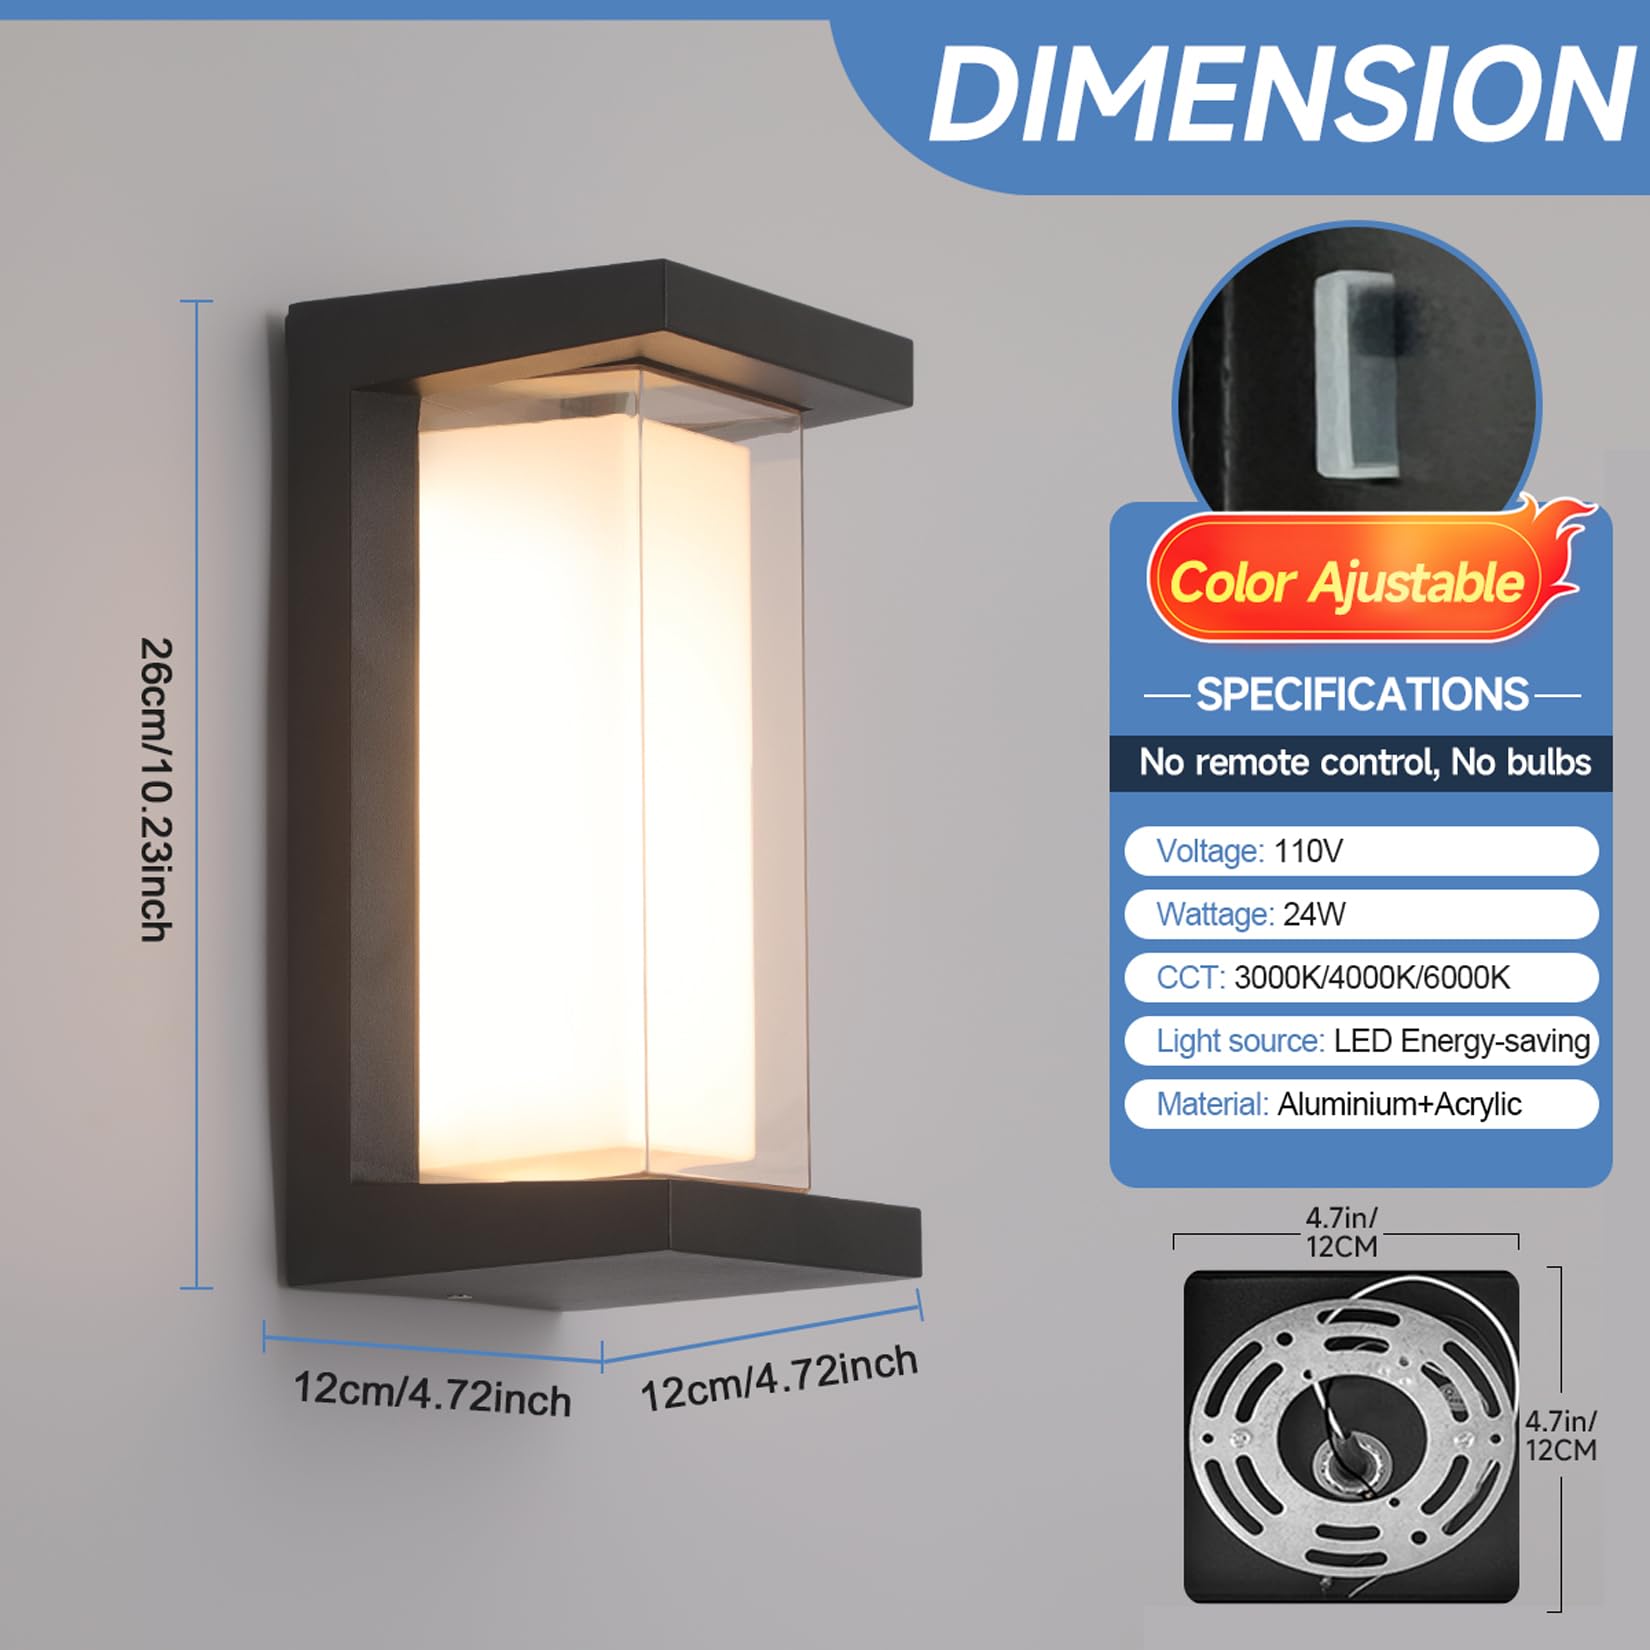 DIMENSION
26cm/10.23inch
12cm/4.72inch
12cm/4.72inch
Color Ajustable
SPECIFICATIONS
No remote control, No bulbs
Voltage: 110V
Wattage: 24W
CCT: 3000K/4000K/6000K
Light source: LED Energy-saving
Material: Aluminium+Acrylic
4.7in/
12CM
4.7in/
12CM